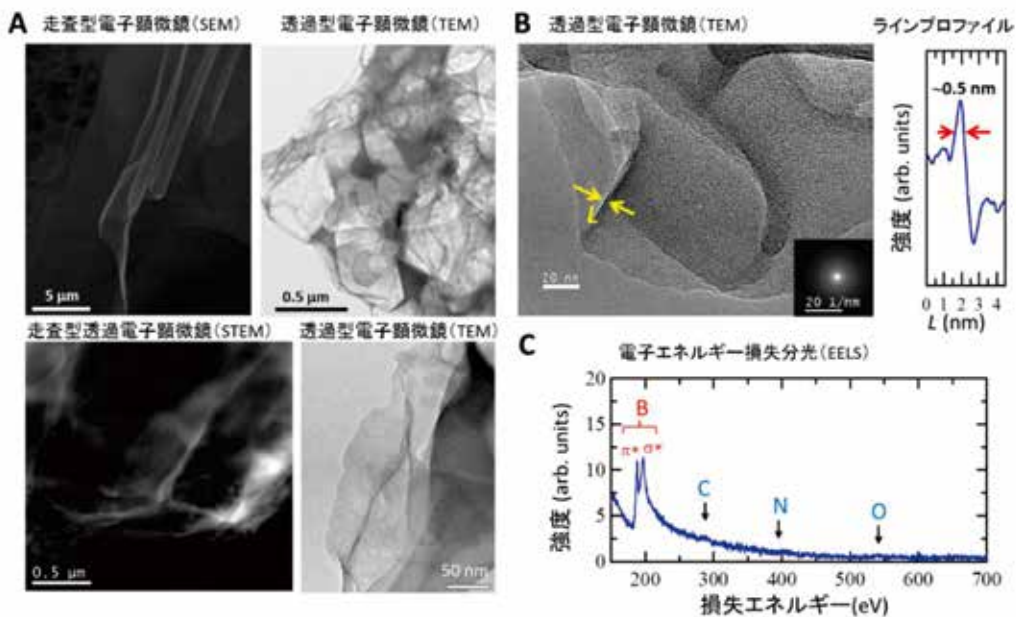 A
走査型電子顕微鏡(SEM)
透過型電子顕微鏡(TEM)
5 μm
0.5 μm
走査型透過電子顕微鏡(STEM)
透過型電子顕微鏡(TEM)
0.5 μm
50 nm
B
透過型電子顕微鏡(TEM)
ラインプロファイル
L
20 nm
20 1/nm
~0.5 nm
強度 (arb. units)
0 1 2 3 4
L (nm)
C
電子エネルギー損失分光(EELS)
強度 (arb. units)
20
15
10
5
0
B
π* σ*
C
N
O
200 300 400 500 600 700
損失エネルギー(eV)